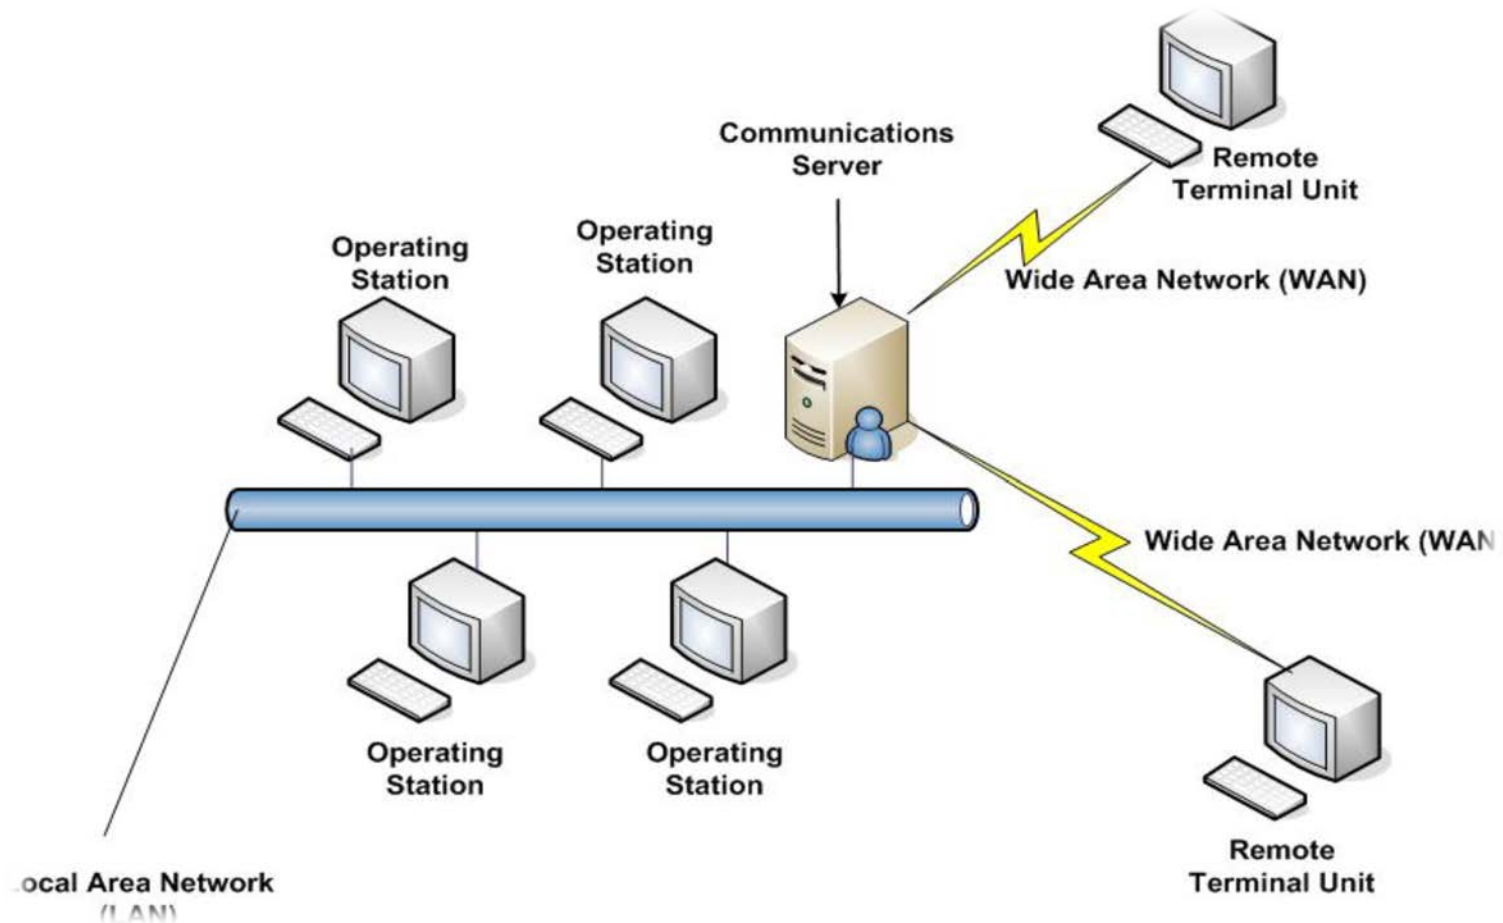 Communications
Server
Remote
Terminal Unit
Operating
Station
Operating
Station
Wide Area Network (WAN)
Wide Area Network (WAN
Operating
Station
Operating
Station
Remote
Terminal Unit
ocal Area Network
(LAN)